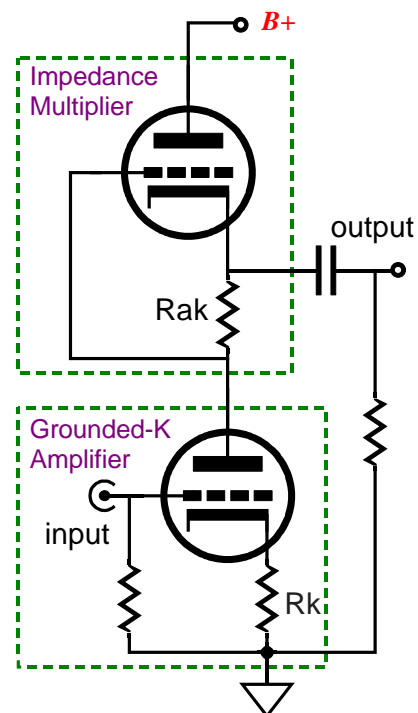 B+
Impedance
Multiplier
output
Rak
Grounded-K
Amplifier
input
Rk